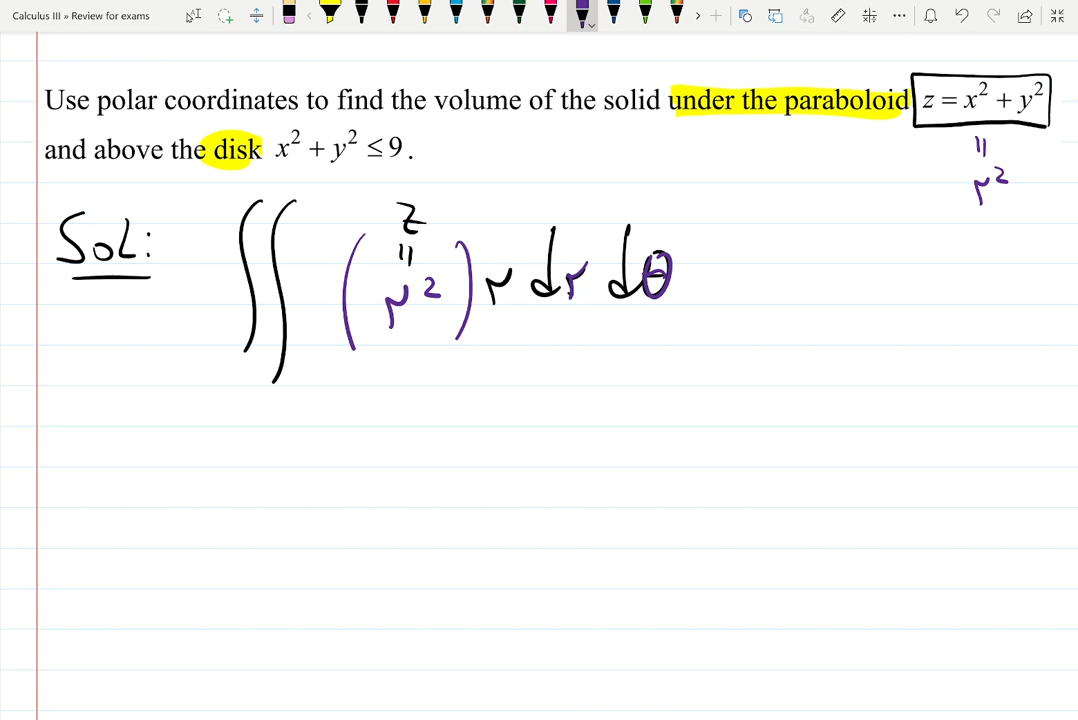 Calculus III » Review for exams
Use polar coordinates to find the volume of the solid under the paraboloid z = x² + y²
and above the disk x² + y² ≤ 9.
=
r²
Sol: ∬ (z = r²) r dr dθ